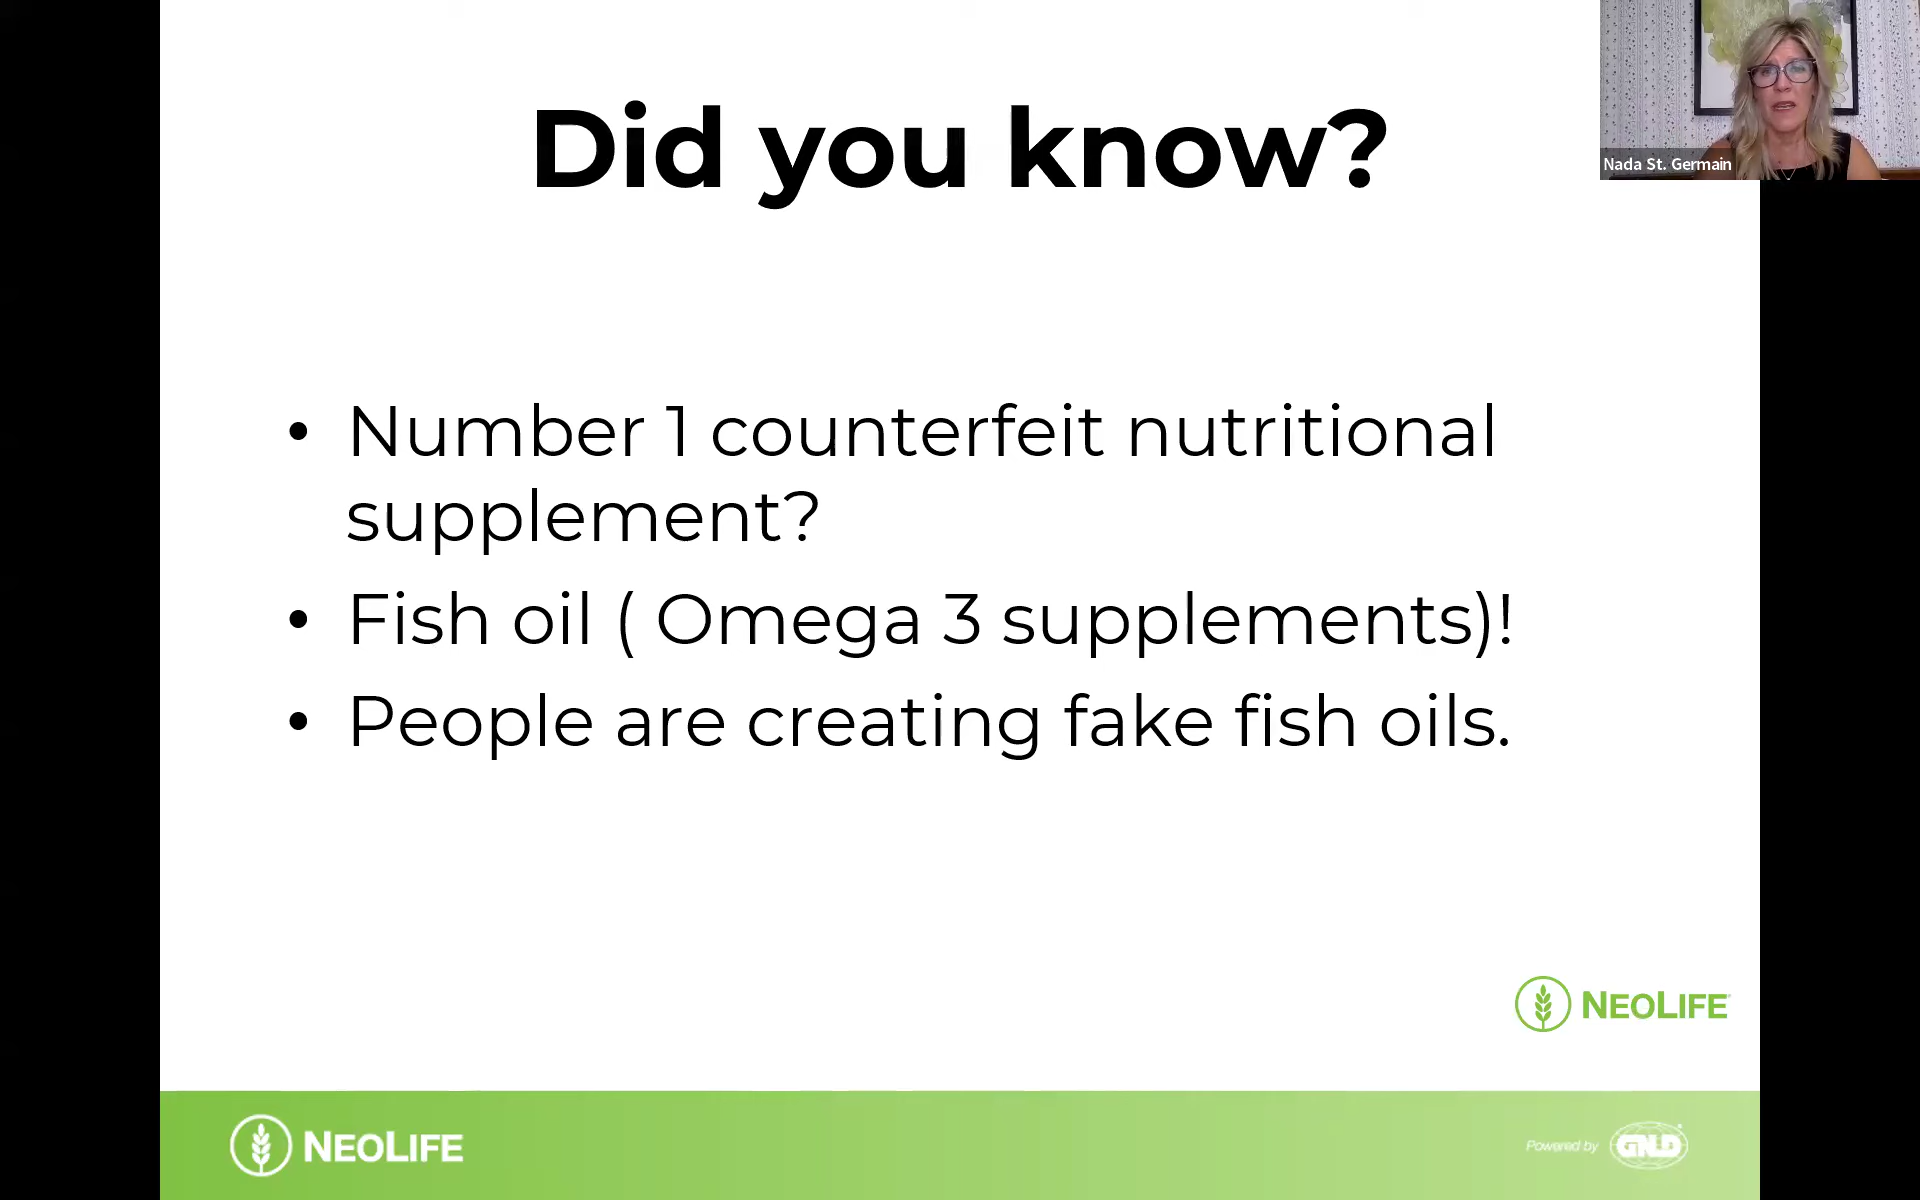 Did you know?
Nada St. Germain
• Number 1 counterfeit nutritional
supplement?
• Fish oil ( Omega 3 supplements)!
• People are creating fake fish oils.
NEOLIFE
NEOLIFE
Powered by GNLD